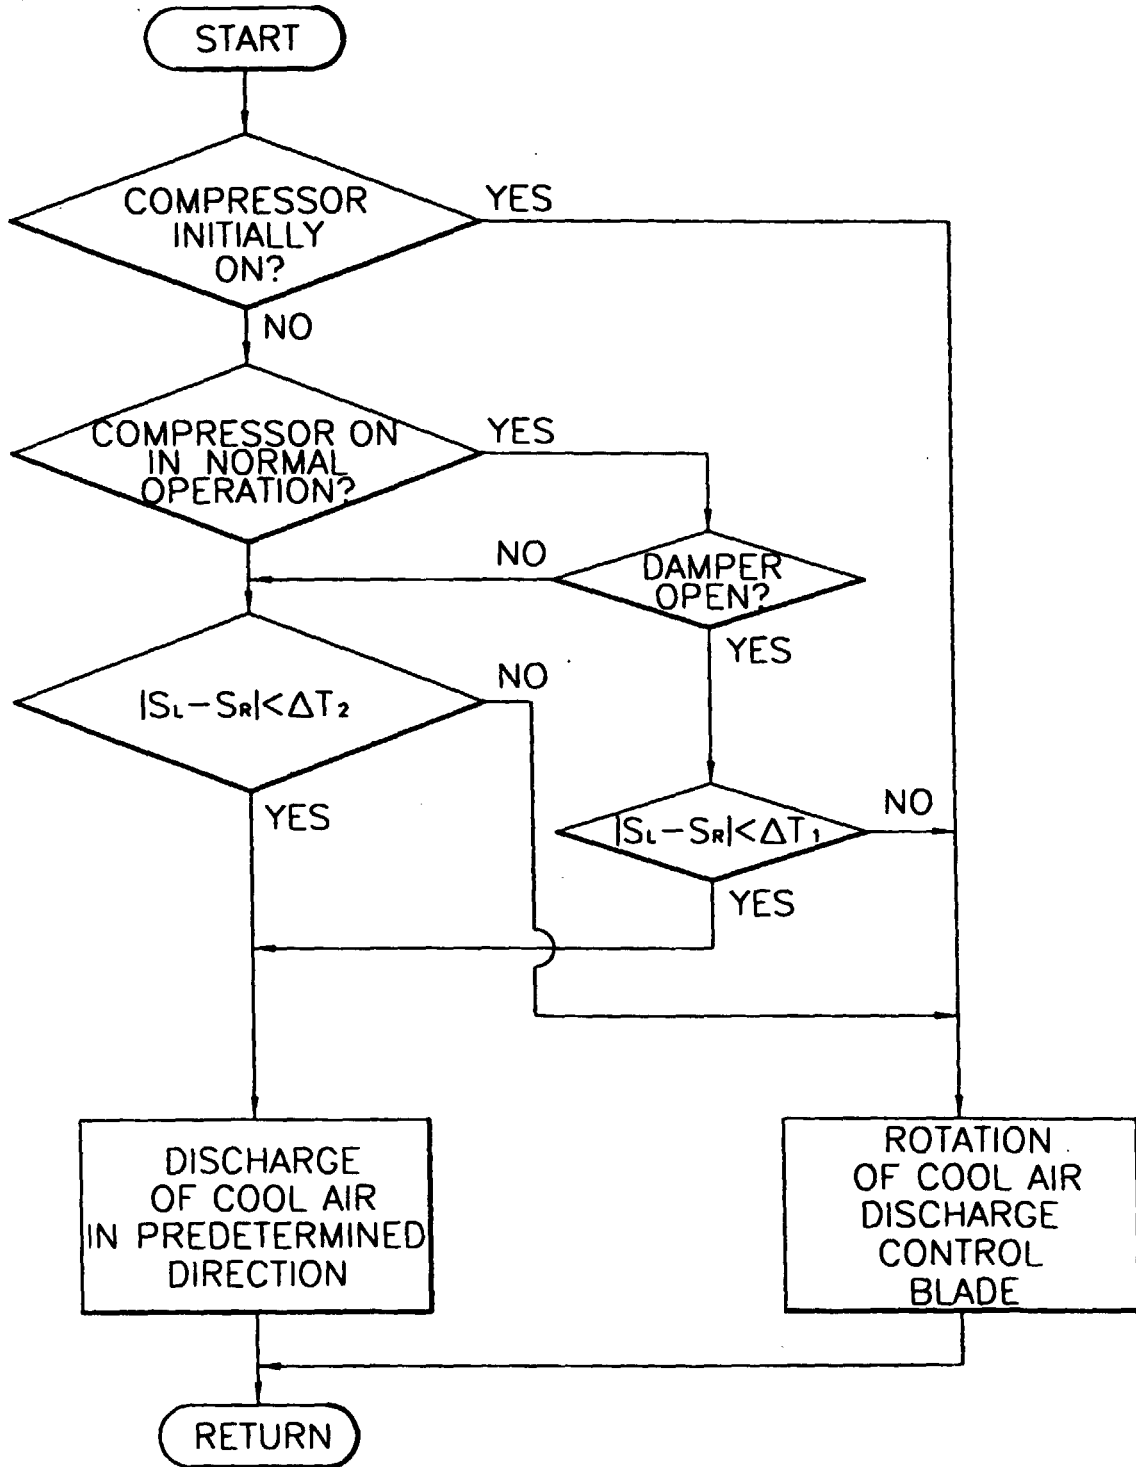 START
COMPRESSOR
INITIALLY
ON?
YES
NO
COMPRESSOR ON
IN NORMAL
OPERATION?
YES
NO
DAMPER
OPEN?
YES
|SL−SR|<ΔT2
NO
YES
|SL−SR|<ΔT1
NO
YES
DISCHARGE
OF COOL AIR
IN PREDETERMINED
DIRECTION
ROTATION
OF COOL AIR
DISCHARGE
CONTROL
BLADE
RETURN